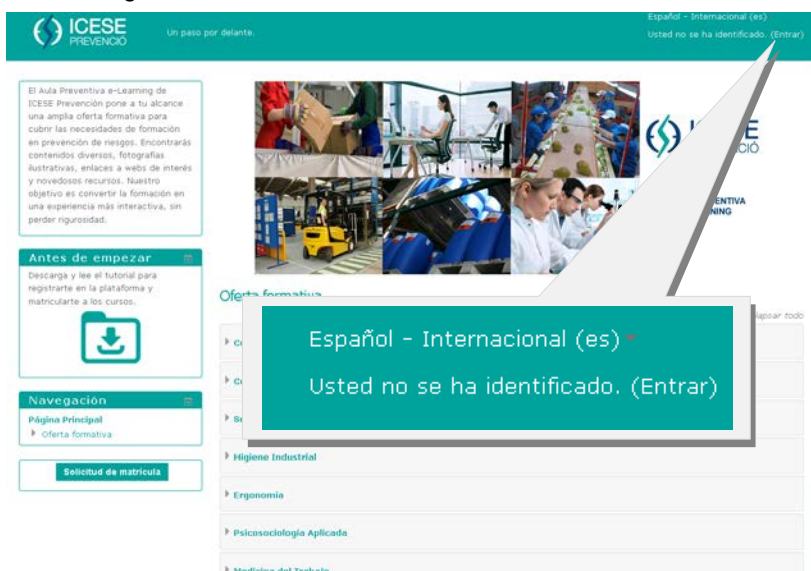 ICESE
PREVENCIÓ
Un paso por delante.
Español - Internacional (es)
Usted no se ha identificado. (Entrar)
El Aula Preventiva e-Learning de
ICESE Prevención pone a tu alcance
una amplia oferta formativa para
cubrir las necesidades de formación
en prevención de riesgos. Encontrarás
contenidos diversos, fotografías
ilustrativas, enlaces a webs de interés
y novedosos recursos. Nuestro
objetivo es convertir la formación en
una experiencia más interactiva, sin
perder rigurosidad.
Antes de empezar
Descarga y lee el tutorial para
registrarte en la plataforma y
matricularte a los cursos.
Navegación
Página Principal
Oferta formativa
Solicitud de matrícula
Oferta formativa
Español - Internacional (es)
Usted no se ha identificado. (Entrar)
Higiene Industrial
Ergonomía
Psicosociología Aplicada
Medicina del Trabajo